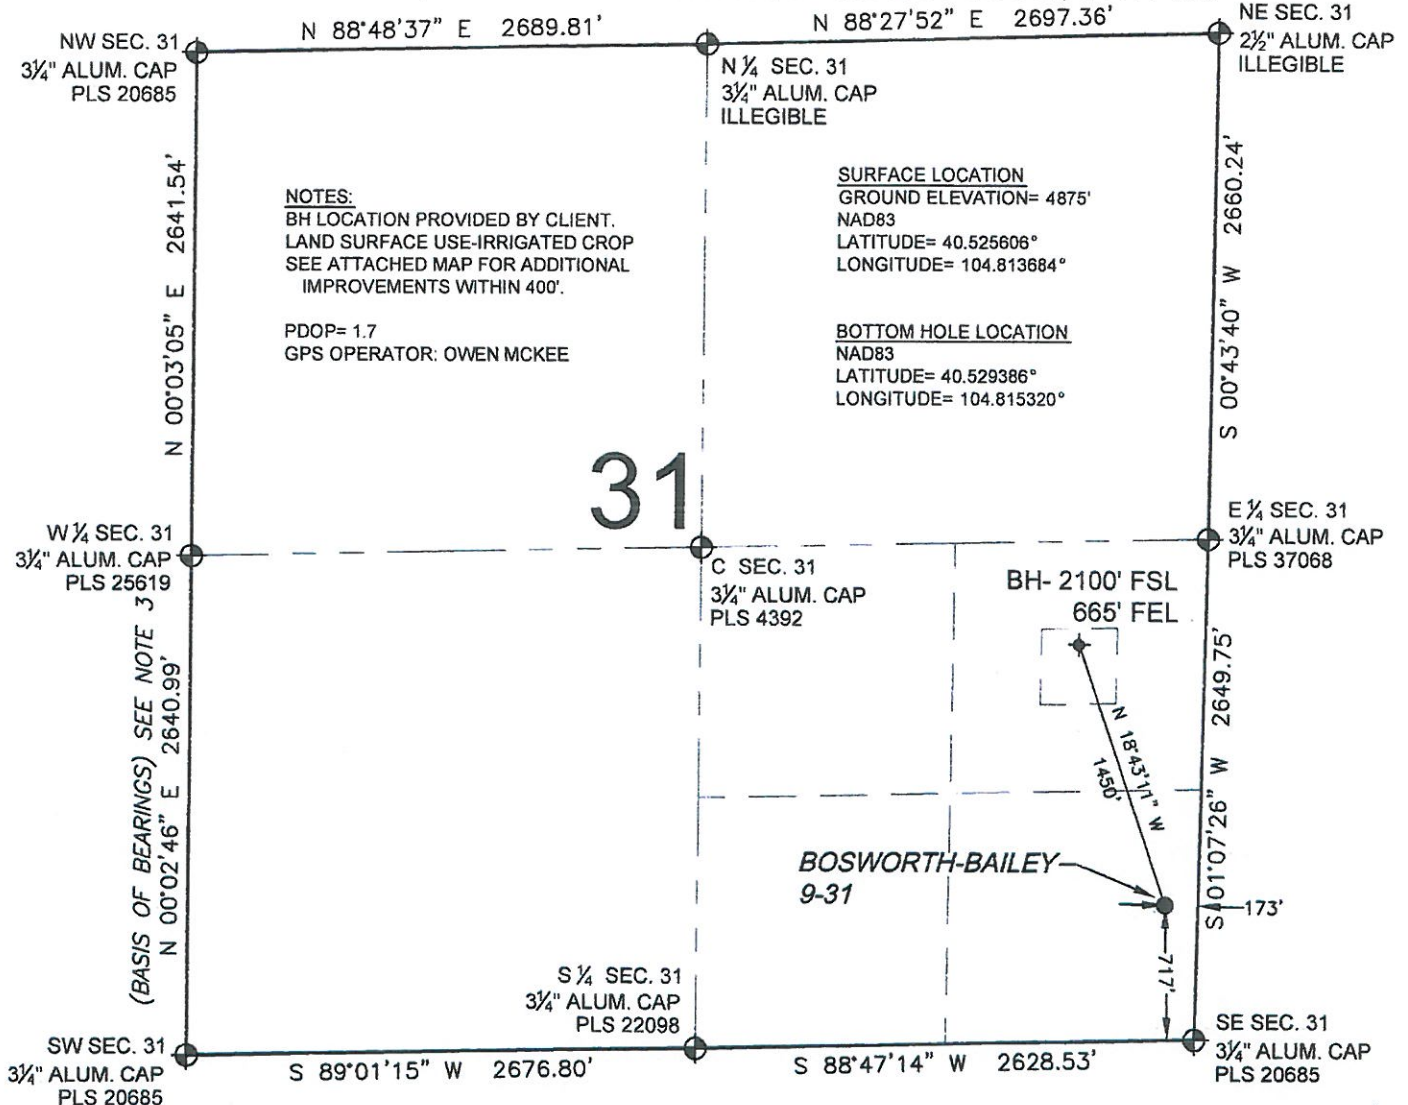 N 88°48'37" E 2689.81'
N 88°27'52" E 2697.36'
NW SEC. 31
3¼" ALUM. CAP
PLS 20685
N ¼ SEC. 31
3¼" ALUM. CAP
ILLEGIBLE
NE SEC. 31
2½" ALUM. CAP
ILLEGIBLE
N 00°03'05" E 2641.54'
NOTES:
BH LOCATION PROVIDED BY CLIENT.
LAND SURFACE USE-IRRIGATED CROP
SEE ATTACHED MAP FOR ADDITIONAL
IMPROVEMENTS WITHIN 400'.
PDOP= 1.7
GPS OPERATOR: OWEN MCKEE
SURFACE LOCATION
GROUND ELEVATION= 4875'
NAD83
LATITUDE= 40.525606°
LONGITUDE= 104.813684°
BOTTOM HOLE LOCATION
NAD83
LATITUDE= 40.529386°
LONGITUDE= 104.815320°
S 00°43'40" W 2660.24'
31
W ¼ SEC. 31
3¼" ALUM. CAP
PLS 25619
C SEC. 31
3¼" ALUM. CAP
PLS 4392
E ¼ SEC. 31
3¼" ALUM. CAP
PLS 37068
BH- 2100' FSL
665' FEL
(BASIS OF BEARINGS) SEE NOTE 3
N 00°02'46" E 2640.99'
N 18°43'11" W
1450'
S 01°07'26" W 2649.75'
BOSWORTH-BAILEY
9-31
173'
717'
S ¼ SEC. 31
3¼" ALUM. CAP
PLS 22098
SW SEC. 31
3¼" ALUM. CAP
PLS 20685
S 89°01'15" W 2676.80'
S 88°47'14" W 2628.53'
SE SEC. 31
3¼" ALUM. CAP
PLS 20685